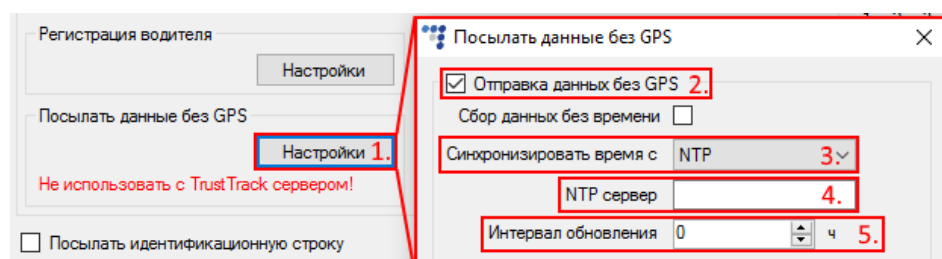 Регистрация водителя
Настройки
Посылать данные без GPS
Настройки 1.
Не использовать с TrustTrack сервером!
Посылать идентификационную строку
Посылать данные без GPS
Отправка данных без GPS 2.
Сбор данных без времени
Синхронизировать время с NTP 3.
NTP сервер 4.
Интервал обновления 0 ч 5.